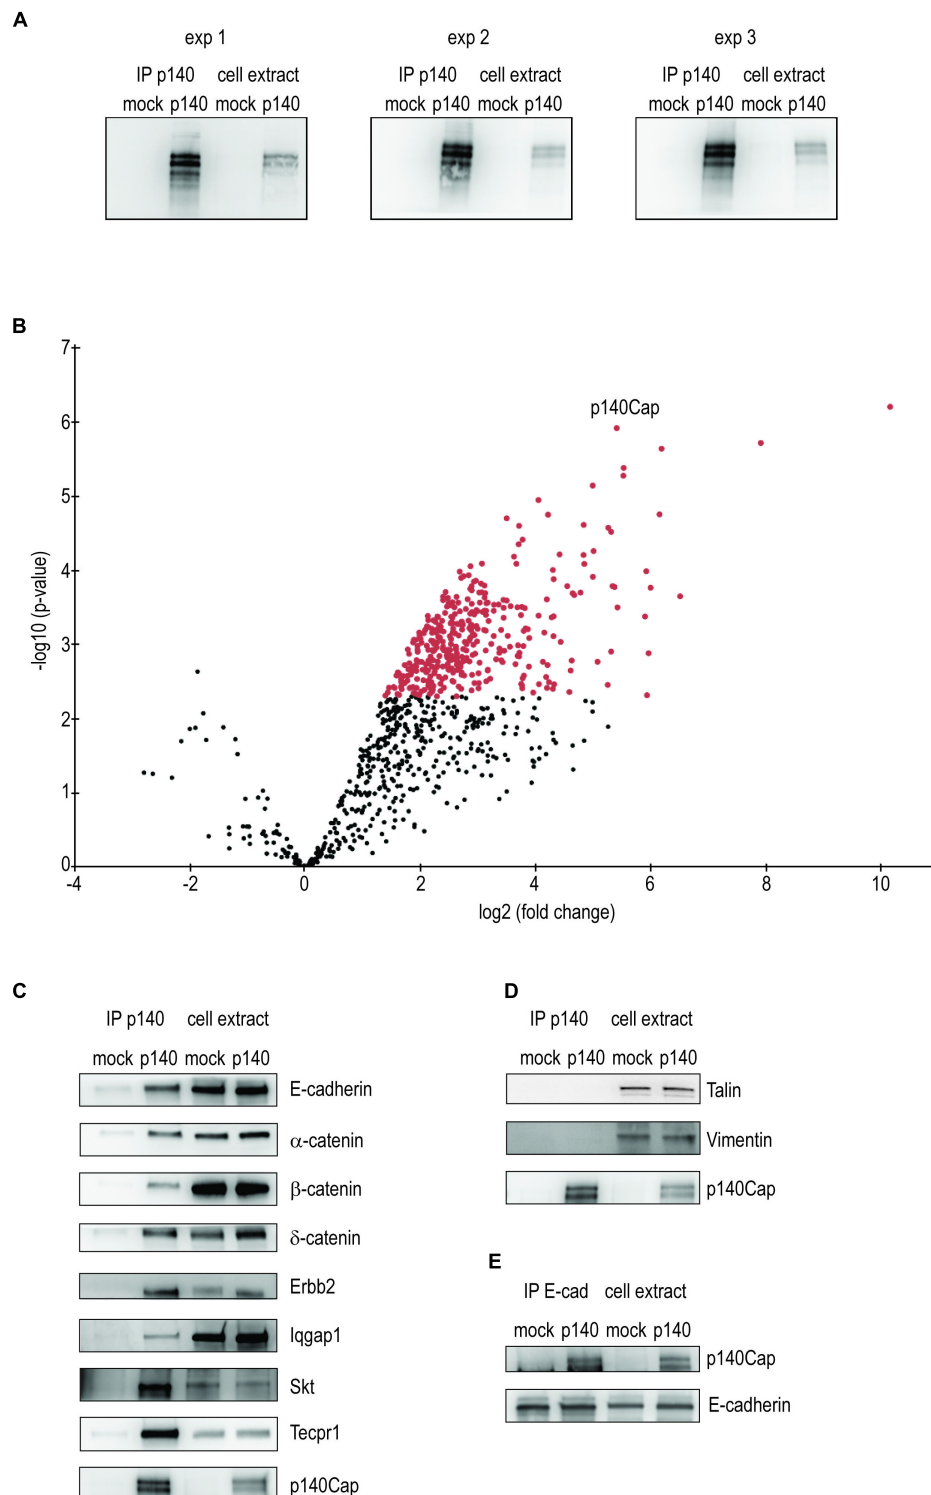 A
exp 1 exp 2 exp 3
IP p140 cell extract IP p140 cell extract IP p140 cell extract
mock p140 mock p140 mock p140 mock p140 mock p140 mock p140
B
7
6
5
4
3
2
1
0
-log10 (p-value)
p140Cap
-4 -2 0 2 4 6 8 10
log2 (fold change)
C
IP p140 cell extract
mock p140 mock p140
E-cadherin
α-catenin
β-catenin
δ-catenin
Erbb2
Iqgap1
Skt
Tecpr1
p140Cap
D
IP p140 cell extract
mock p140 mock p140
Talin
Vimentin
p140Cap
E
IP E-cad cell extract
mock p140 mock p140
p140Cap
E-cadherin